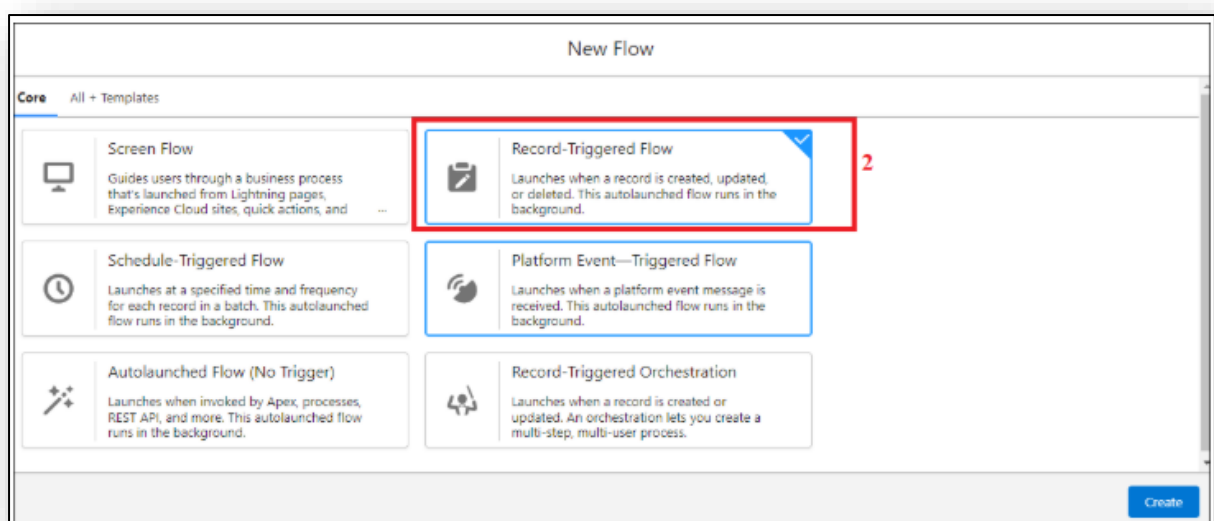 New Flow
Core All + Templates
Screen Flow
Guides users through a business process
that's launched from Lightning pages,
Experience Cloud sites, quick actions, and ...
Record-Triggered Flow
Launches when a record is created, updated,
or deleted. This autolaunched flow runs in the
background.
2
Schedule-Triggered Flow
Launches at a specified time and frequency
for each record in a batch. This autolaunched
flow runs in the background.
Platform Event—Triggered Flow
Launches when a platform event message is
received. This autolaunched flow runs in the
background.
Autolaunched Flow (No Trigger)
Launches when invoked by Apex, processes,
REST API, and more. This autolaunched flow
runs in the background.
Record-Triggered Orchestration
Launches when a record is created or
updated. An orchestration lets you create a
multi-step, multi-user process.
Create